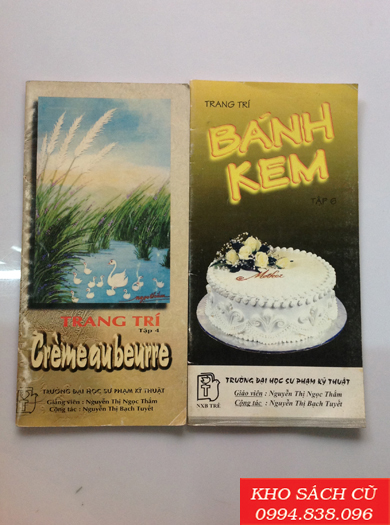 TRANG TRÍ
Tập 4
Crème au beurre
TRƯỜNG ĐẠI HỌC SƯ PHẠM KỸ THUẬT
Giảng viên : Nguyễn Thị Ngọc Thắm
Cộng tác : Nguyễn Thị Bạch Tuyết
TRANG TRÍ
BÁNH
KEM
TẬP 6
Mother
TRƯỜNG ĐẠI HỌC SƯ PHẠM KỸ THUẬT
Giáo viên : Nguyễn Thị Ngọc Thắm
Cộng tác : Nguyễn Thị Bạch Tuyết
NXB TRẺ
KHO SÁCH CŨ
0994.838.096